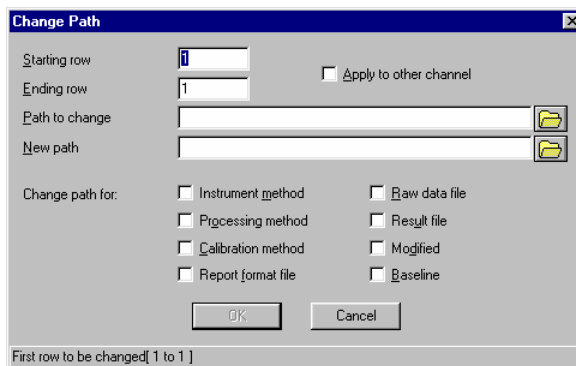 Change Path
Starting row 1
Apply to other channel
Ending row 1
Path to change
New path
Change path for: Instrument method Raw data file
Processing method Result file
Calibration method Modified
Report format file Baseline
OK Cancel
First row to be changed[ 1 to 1 ]